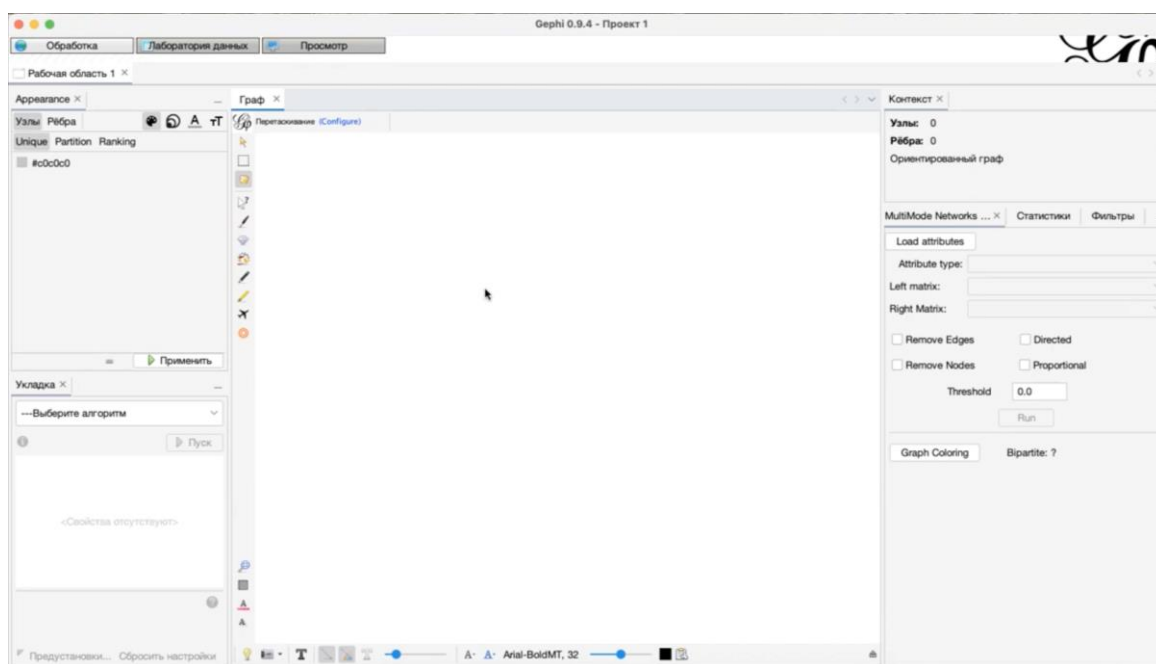 Gephi 0.9.4 - Проект 1
Обработка Лаборатория данных Просмотр
Рабочая область 1
Appearance
Узлы Рёбра
Unique Partition Ranking
#c0c0c0
Применить
Укладка
---Выберите алгоритм
Пуск
<Свойства отсутствуют>
Предустановки... Сбросить настройки
Граф
Перетаскивание (Configure)
A- A- Arial-BoldMT, 32
Контекст
Узлы: 0
Рёбра: 0
Ориентированный граф
MultiMode Networks ... Статистики Фильтры
Load attributes
Attribute type:
Left matrix:
Right Matrix:
Remove Edges Directed
Remove Nodes Proportional
Threshold 0.0
Run
Graph Coloring Bipartite: ?